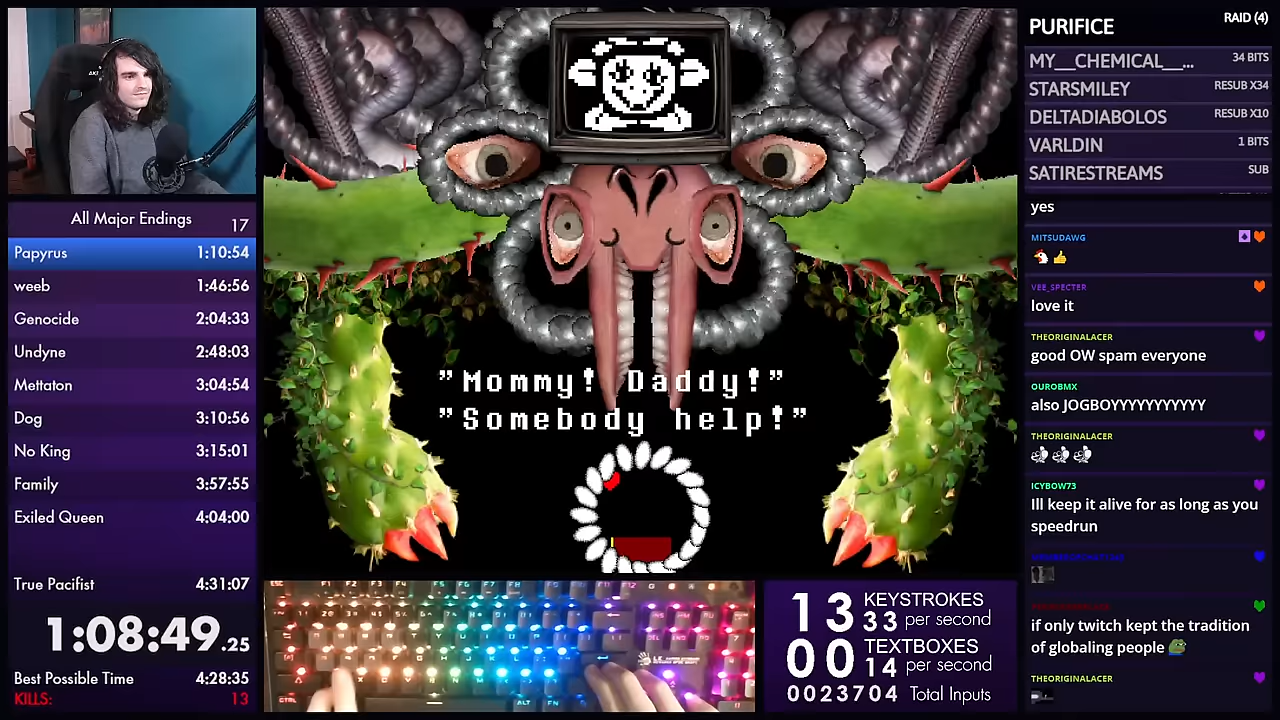 All Major Endings 17
Papyrus 1:10:54
weeb 1:46:56
Genocide 2:04:33
Undyne 2:48:03
Mettaton 3:04:54
Dog 3:10:56
No King 3:15:01
Family 3:57:55
Exiled Queen 4:04:00
True Pacifist 4:31:07
1:08:49.25
Best Possible Time 4:28:35
KILLS: 13
"Mommy! Daddy!"
"Somebody help!"
13 33 KEYSTROKES per second
00 14 TEXTBOXES per second
0023704 Total Inputs
PURIFICE RAID (4)
MY__CHEMICAL__... 34 BITS
STARSMILEY RESUB X34
DELTADIABOLOS RESUB X10
VARLDIN 1 BITS
SATIRESTREAMS SUB
yes
MITSUDAWG
VEE_SPECTER
love it
THEORIGINALACER
good OW spam everyone
OUROBMX
also JOGBOYYYYYYYYYYY
THEORIGINALACER
ICYBOW73
Ill keep it alive for as long as you
speedrun
if only twitch kept the tradition
of globaling people
THEORIGINALACER